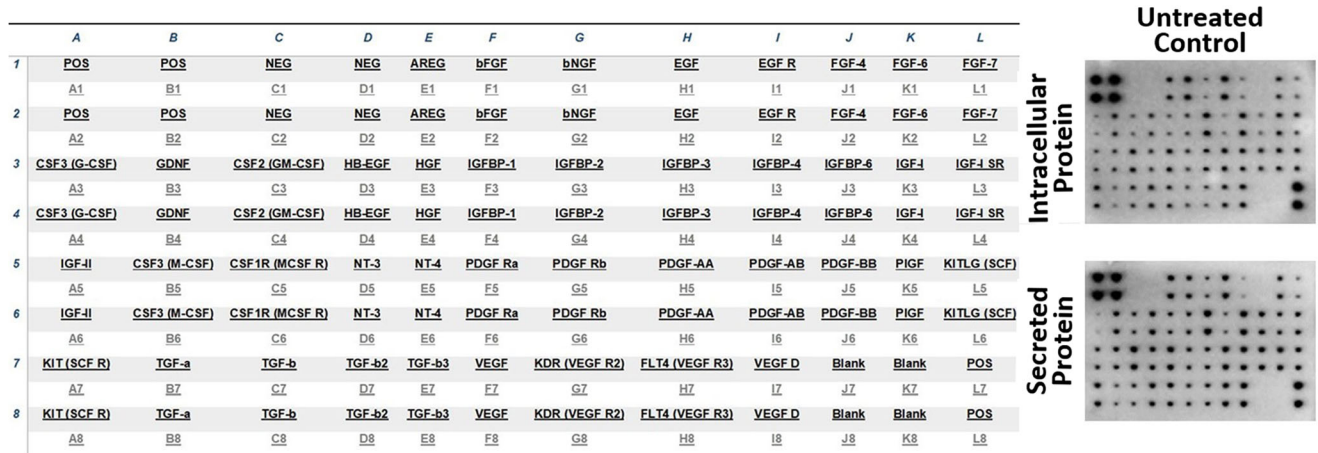 Untreated
Control
A B C D E F G H I J K L
1 POS POS NEG NEG AREG bFGF bNGF EGF EGF R FGF-4 FGF-6 FGF-7
A1 B1 C1 D1 E1 F1 G1 H1 I1 J1 K1 L1
2 POS POS NEG NEG AREG bFGF bNGF EGF EGF R FGF-4 FGF-6 FGF-7
A2 B2 C2 D2 E2 F2 G2 H2 I2 J2 K2 L2
3 CSF3 (G-CSF) GDNF CSF2 (GM-CSF) HB-EGF HGF IGFBP-1 IGFBP-2 IGFBP-3 IGFBP-4 IGFBP-6 IGF-I IGF-I SR
A3 B3 C3 D3 E3 F3 G3 H3 I3 J3 K3 L3
4 CSF3 (G-CSF) GDNF CSF2 (GM-CSF) HB-EGF HGF IGFBP-1 IGFBP-2 IGFBP-3 IGFBP-4 IGFBP-6 IGF-I IGF-I SR
A4 B4 C4 D4 E4 F4 G4 H4 I4 J4 K4 L4
5 IGF-II CSF3 (M-CSF) CSF1R (MCSF R) NT-3 NT-4 PDGF Ra PDGF Rb PDGF-AA PDGF-AB PDGF-BB PIGF KITLG (SCF)
A5 B5 C5 D5 E5 F5 G5 H5 I5 J5 K5 L5
6 IGF-II CSF3 (M-CSF) CSF1R (MCSF R) NT-3 NT-4 PDGF Ra PDGF Rb PDGF-AA PDGF-AB PDGF-BB PIGF KITLG (SCF)
A6 B6 C6 D6 E6 F6 G6 H6 I6 J6 K6 L6
7 KIT (SCF R) TGF-a TGF-b TGF-b2 TGF-b3 VEGF KDR (VEGF R2) FLT4 (VEGF R3) VEGF D Blank Blank POS
A7 B7 C7 D7 E7 F7 G7 H7 I7 J7 K7 L7
8 KIT (SCF R) TGF-a TGF-b TGF-b2 TGF-b3 VEGF KDR (VEGF R2) FLT4 (VEGF R3) VEGF D Blank Blank POS
A8 B8 C8 D8 E8 F8 G8 H8 I8 J8 K8 L8
Intracellular
Protein
Secreted
Protein